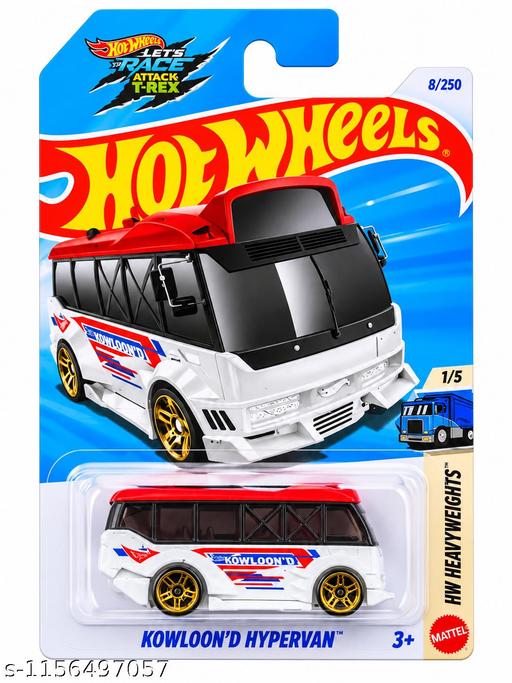 HOT WHEELS
LET'S
RACE
ATTACK
T-REX
8/250
HOT WHEELS
KOWLOON'D
1/5
KOWLOON'D
HW HEAVYWEIGHTS™
KOWLOON'D HYPERVAN™
3+
MATTEL
s-1156497057